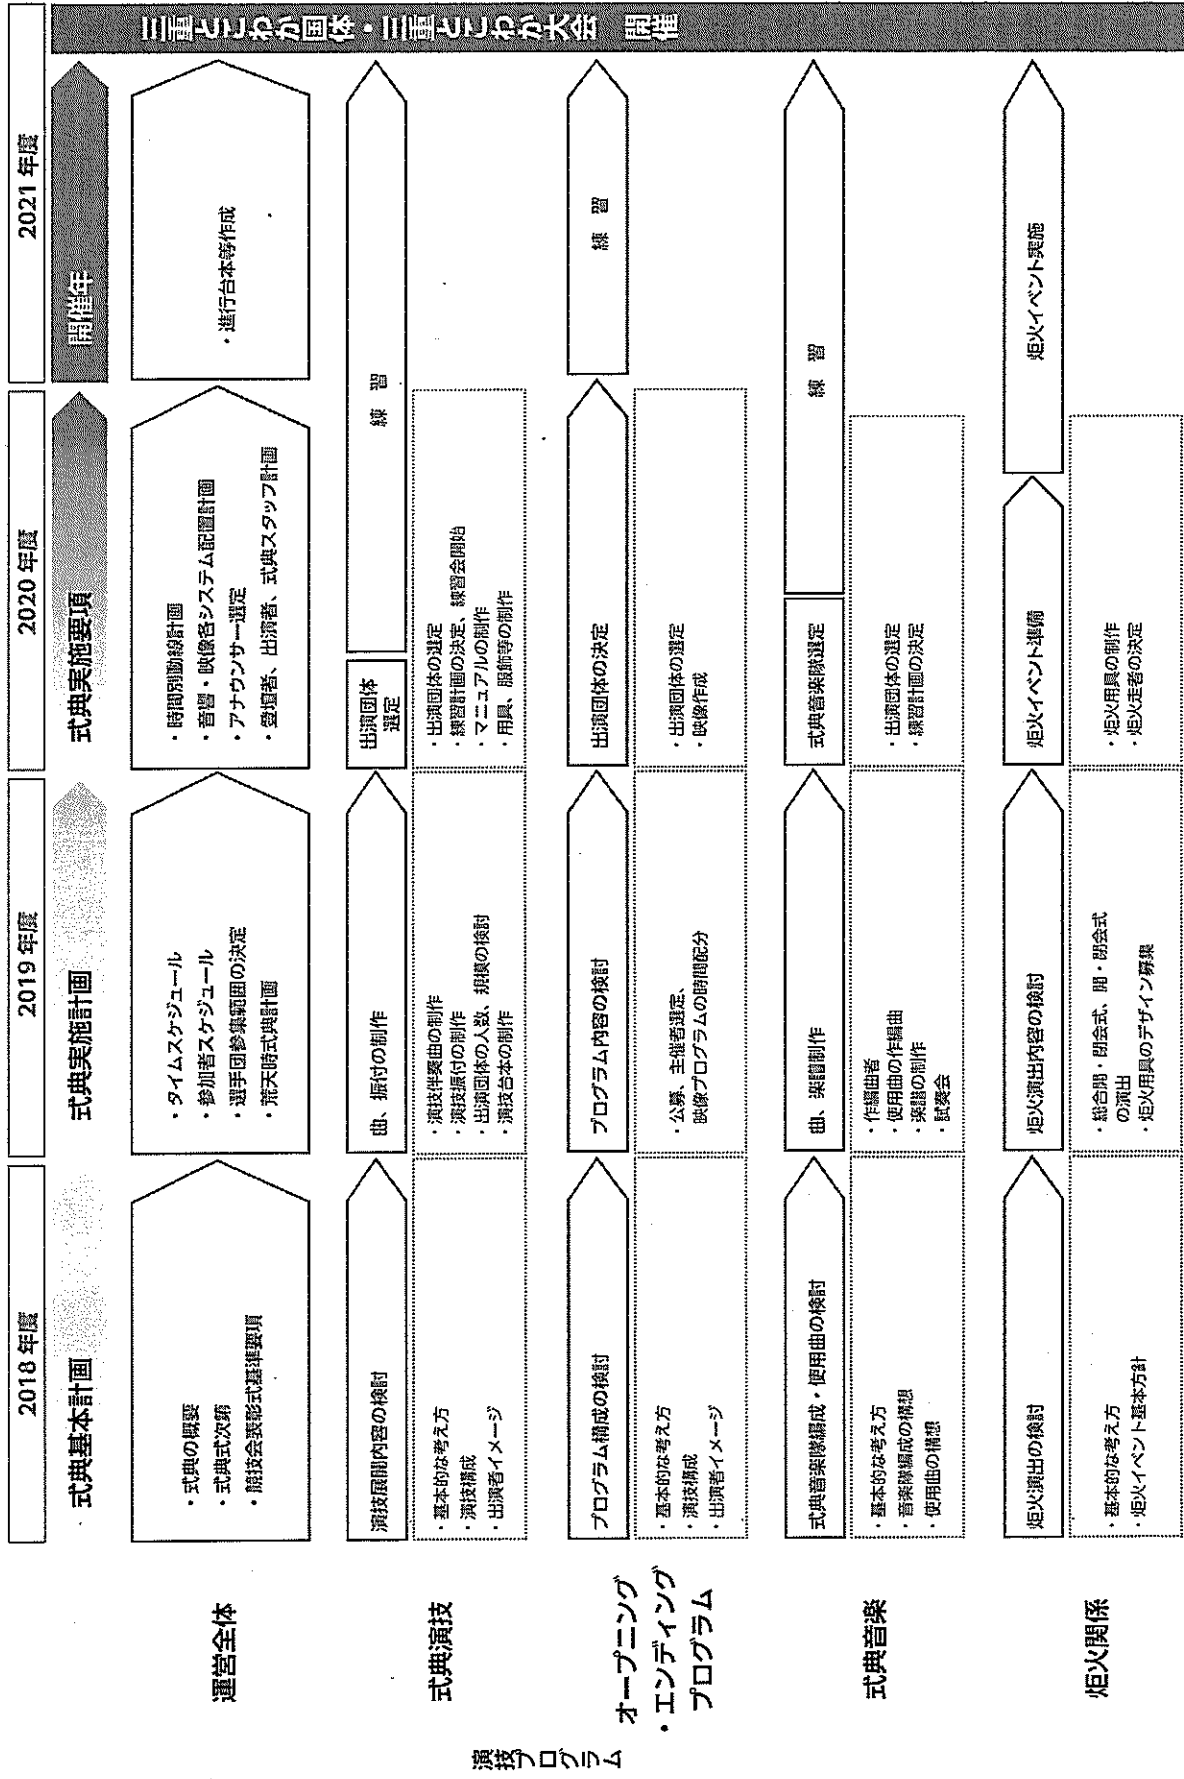 2018 年度
2019 年度
2020 年度
2021 年度
式典基本計画
式典実施計画
式典実施要項
開催年
三重とこわか国体・三重とこわか大会 開催
運営全体
・式典の概要
・式典式次第
・競技会表彰式基準要項
・タイムスケジュール
・参加者スケジュール
・選手団参集範囲の決定
・荒天時式典計画
・時間別動線計画
・音響・映像各システム配置計画
・アナウンサー選定
・登壇者、出演者、式典スタッフ計画
・進行台本等作成
演技プログラム
式典演技
演技展開内容の検討
・基本的な考え方
・演技構成
・出演者イメージ
曲、振付の制作
・演技伴奏曲の制作
・演技振付の制作
・出演団体の人数、規模の検討
・演技台本の制作
出演団体
選定
・出演団体の選定
・練習計画の決定、練習会開始
・マニュアルの制作
・用具、服飾等の制作
練 習
オープニング
・エンディング
プログラム
プログラム構成の検討
・基本的な考え方
・演技構成
・出演者イメージ
プログラム内容の検討
・公募、主催者選定、
映像プログラムの時間配分
出演団体の決定
・出演団体の選定
・映像作成
練 習
式典音楽
式典音楽隊編成・使用曲の検討
・基本的な考え方
・音楽隊編成の構想
・使用曲の構想
曲、楽譜制作
・作編曲者
・使用曲の作編曲
・楽譜の制作
・試奏会
式典音楽隊選定
・出演団体の選定
・練習計画の決定
練 習
炬火関係
炬火演出の検討
・基本的な考え方
・炬火イベント基本方針
炬火演出内容の検討
・総合開・閉会式、開・閉会式
の演出
・炬火用具のデザイン募集
炬火イベント準備
・炬火用具の制作
・炬火走者の決定
炬火イベント実施